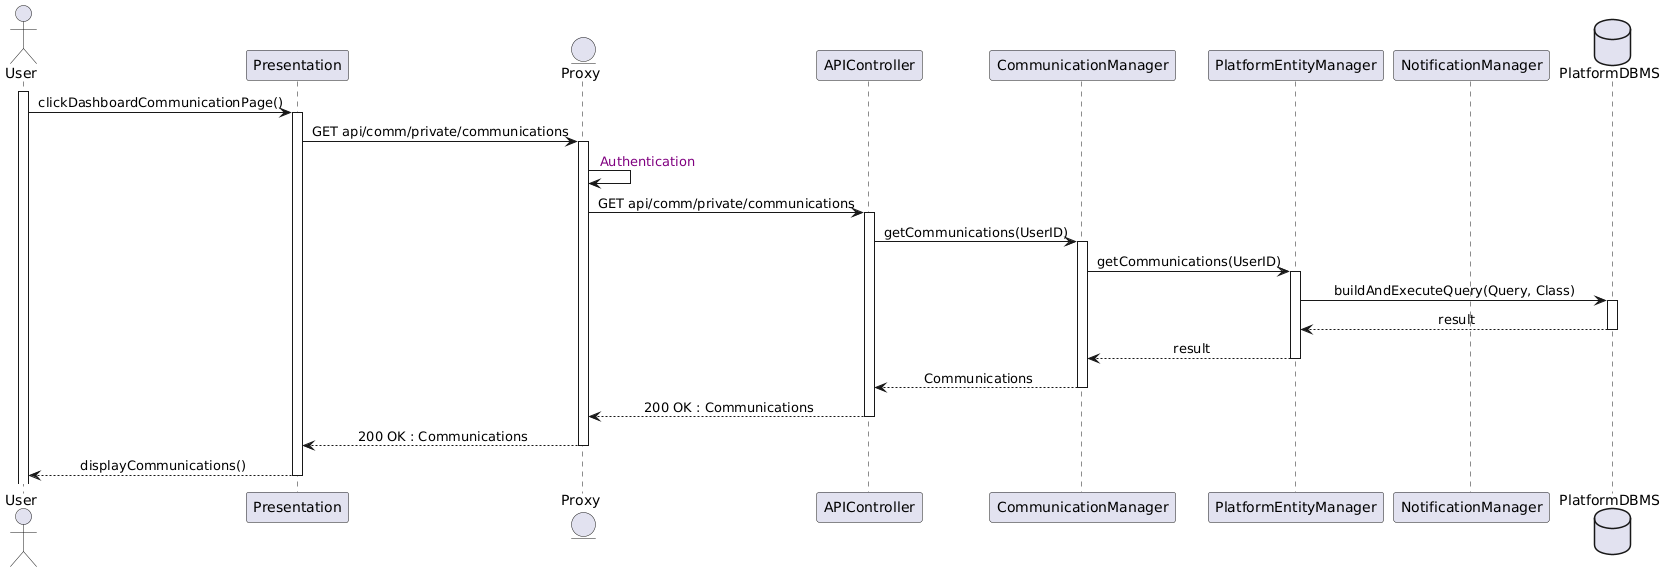 User
Presentation
Proxy
APIController
CommunicationManager
PlatformEntityManager
NotificationManager
PlatformDBMS
clickDashboardCommunicationPage()
GET api/comm/private/communications
Authentication
GET api/comm/private/communications
getCommunications(UserID)
getCommunications(UserID)
buildAndExecuteQuery(Query, Class)
result
result
Communications
200 OK : Communications
200 OK : Communications
displayCommunications()
User
Presentation
Proxy
APIController
CommunicationManager
PlatformEntityManager
NotificationManager
PlatformDBMS